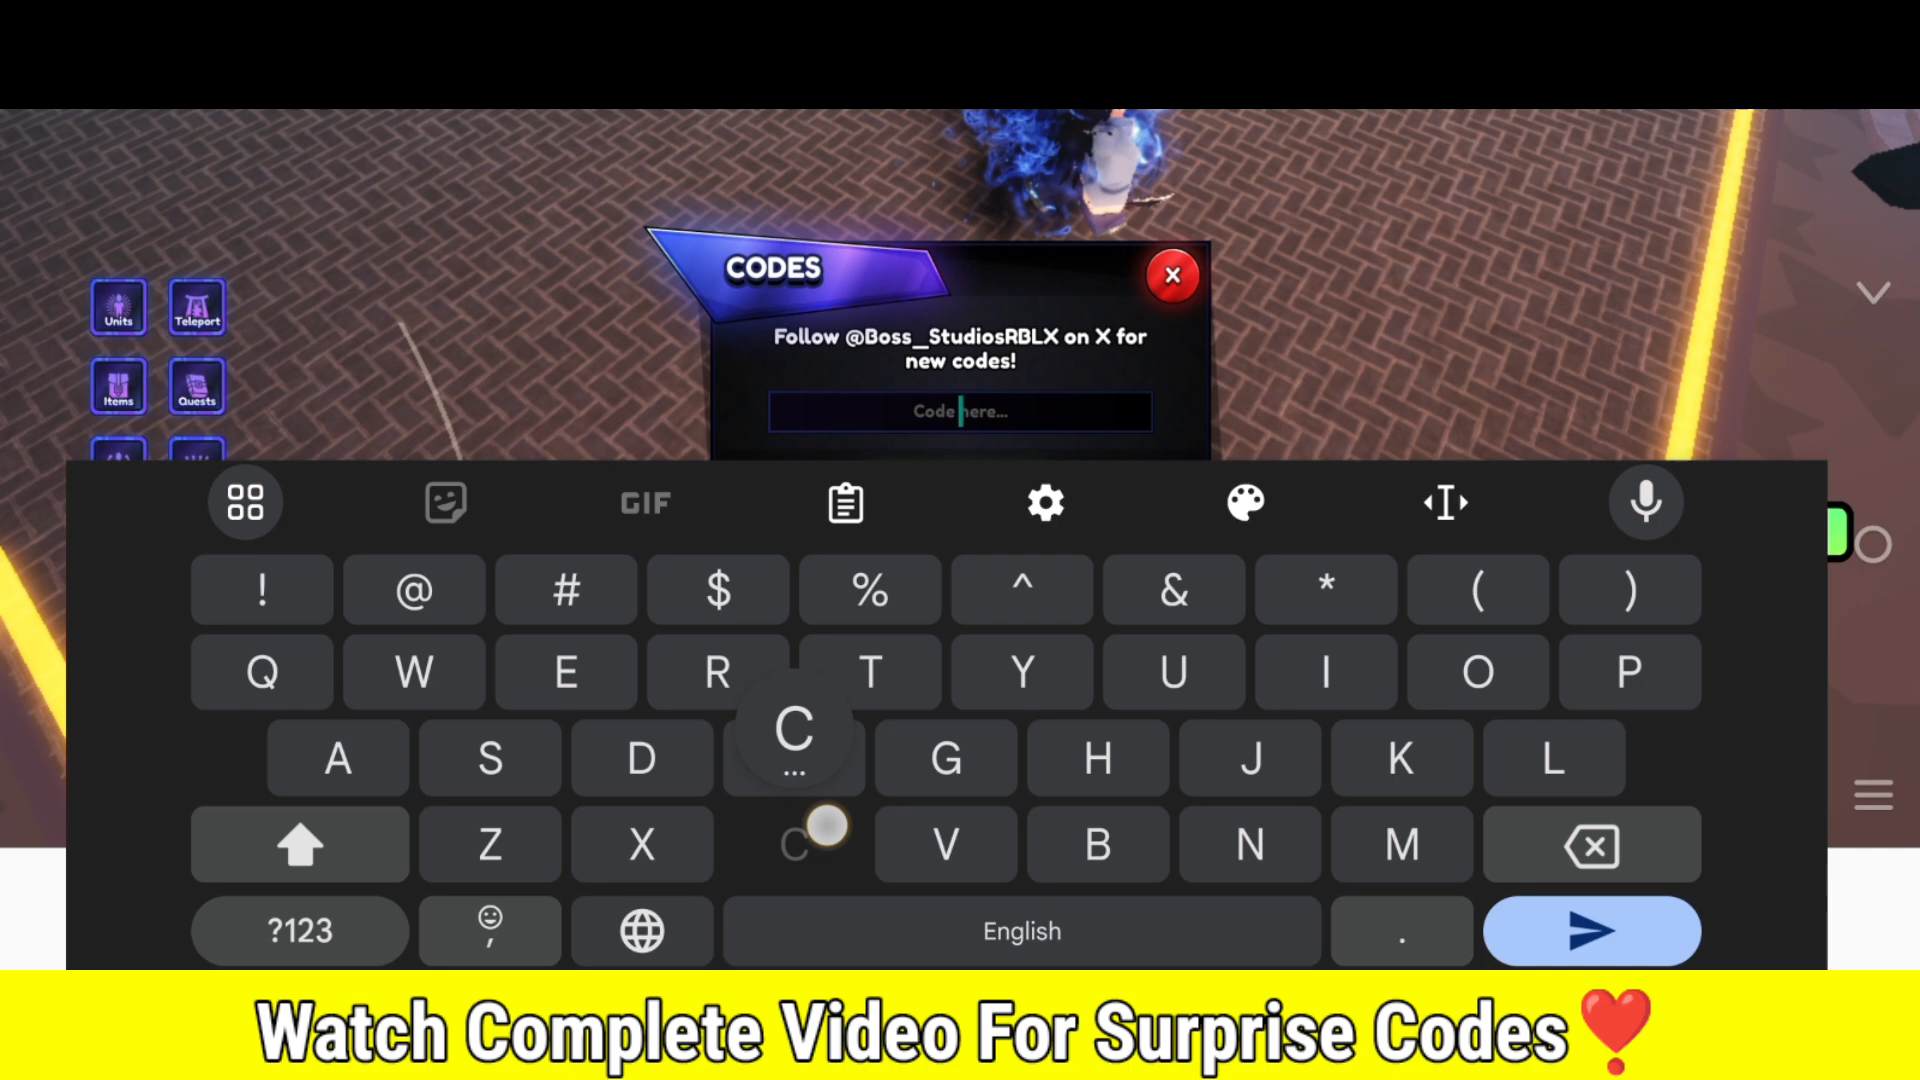 CODES
X
Follow @Boss_StudiosRBLX on X for
new codes!
Code here...
Units
Teleport
Items
Quests
GIF
! @ # $ % ^ & * ( )
Q W E R T Y U I O P
C
...
A S D G H J K L
Z X C V B N M
?123
,
English
.
Watch Complete Video For Surprise Codes❣️